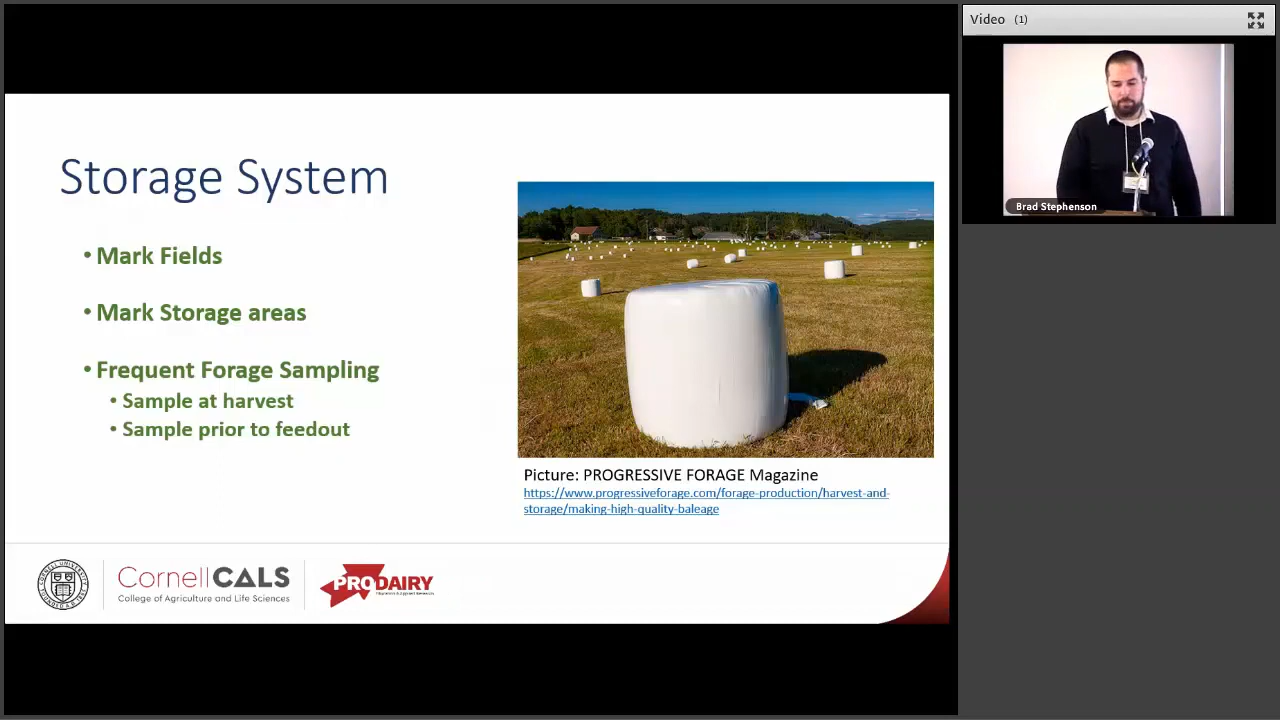 Storage System
• Mark Fields
• Mark Storage areas
• Frequent Forage Sampling
• Sample at harvest
• Sample prior to feedout
Picture: PROGRESSIVE FORAGE Magazine
https://www.progressiveforage.com/forage-production/harvest-and-
storage/making-high-quality-baleage
CornellCALS
College of Agriculture and Life Sciences
PRODAIRY
Video (1)
Brad Stephenson